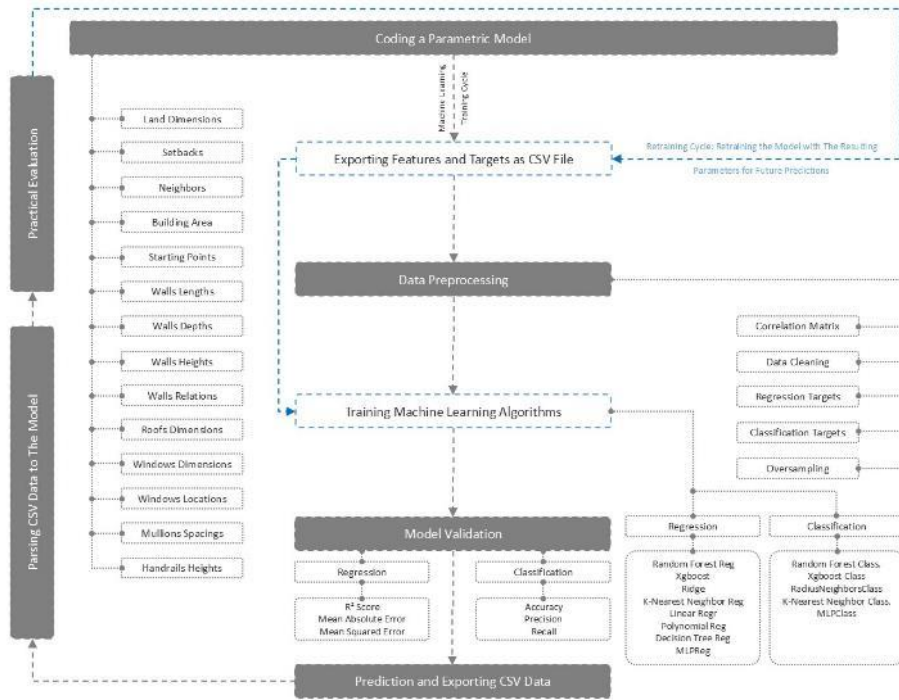 Coding a Parametric Model
Machine Learning
Training Cycle
Practical Evaluation
Parsing CSV Data to The Model
Land Dimensions
Setbacks
Neighbors
Building Area
Starting Points
Walls Lengths
Walls Depths
Walls Heights
Walls Relations
Roofs Dimensions
Windows Dimensions
Windows Locations
Mullions Spacings
Handrails Heights
Exporting Features and Targets as CSV File
Retraining Cycle: Retraining the Model with The Resulting
Parameters for Future Predictions
Data Preprocessing
Correlation Matrix
Data Cleaning
Regression Targets
Classification Targets
Oversampling
Training Machine Learning Algorithms
Regression
Random Forest Reg
Xgboost
Ridge
K-Nearest Neighbor Reg
Linear Regr
Polynomial Reg
Decision Tree Reg
MLPReg
Classification
Random Forest Class.
Xgboost Class
RadiusNeighborsClass
K-Nearest Neighbor Class.
MLPClass
Model Validation
Regression
R² Score
Mean Absolute Error
Mean Squared Error
Classification
Accuracy
Precision
Recall
Prediction and Exporting CSV Data